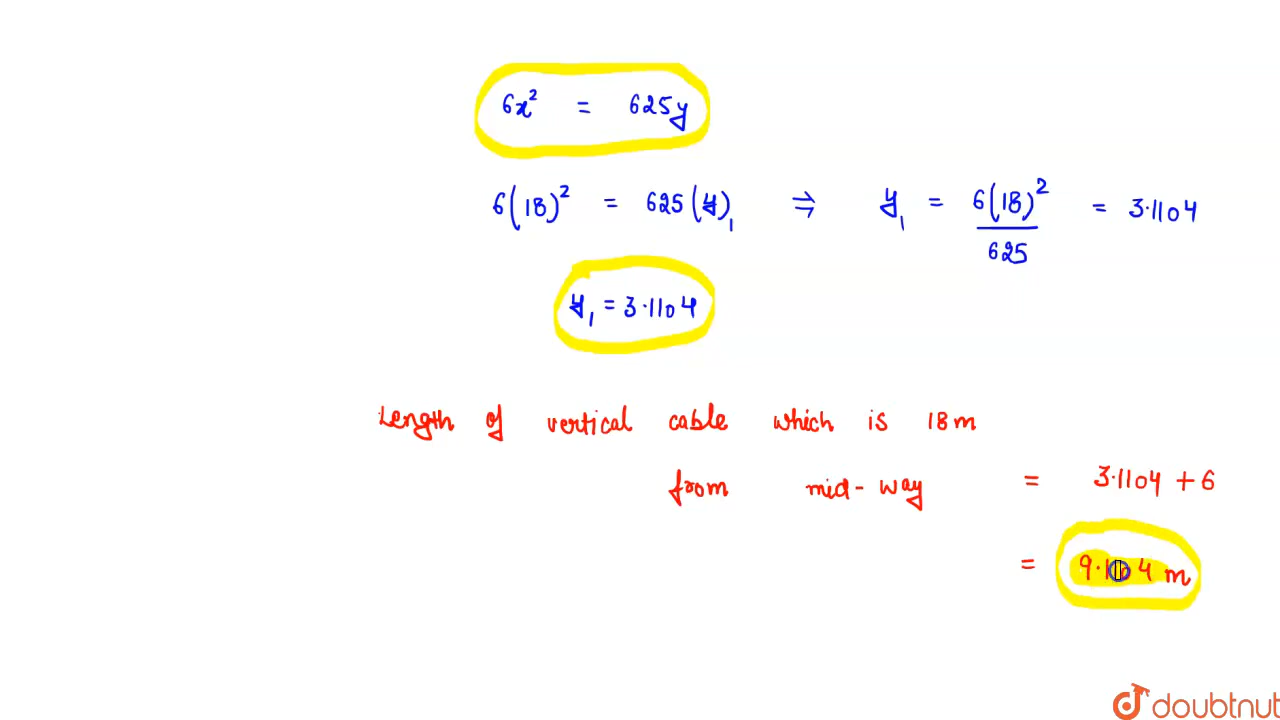 6x² = 625y
6(18)² = 625(y)₁ ⇒ y₁ = 6(18)²/625 = 3.1104
y₁ = 3.1104
Length of vertical cable which is 18m
from mid-way = 3.1104 + 6
= 9.1104 m
doubtnut